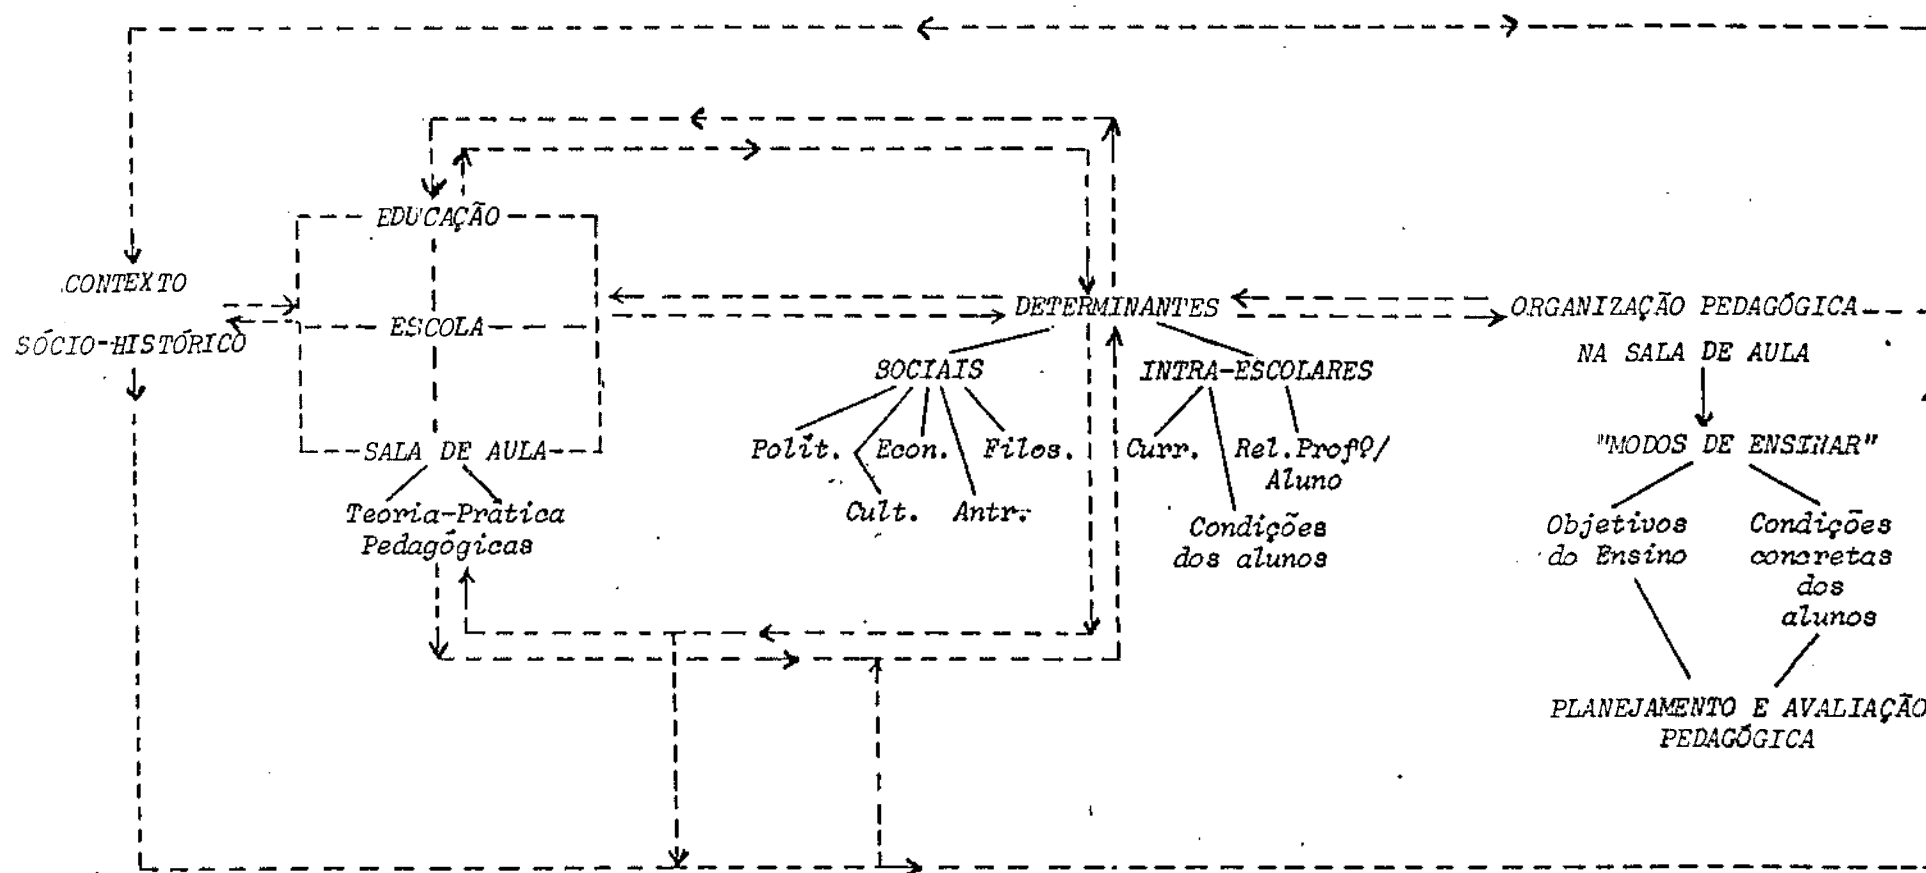 EDUCAÇÃO
CONTEXTO
SÓCIO-HISTÓRICO
ESCOLA
SALA DE AULA
Teoria-Prática
Pedagógicas
DETERMINANTES
SOCIAIS
INTRA-ESCOLARES
Polít.
Econ.
Filos.
Cult.
Antr.
Curr.
Rel.Profº/
Aluno
Condições
dos alunos
ORGANIZAÇÃO PEDAGÓGICA
NA SALA DE AULA
"MODOS DE ENSINAR"
Objetivos
do Ensino
Condições
concretas
dos
alunos
PLANEJAMENTO E AVALIAÇÃO
PEDAGÓGICA